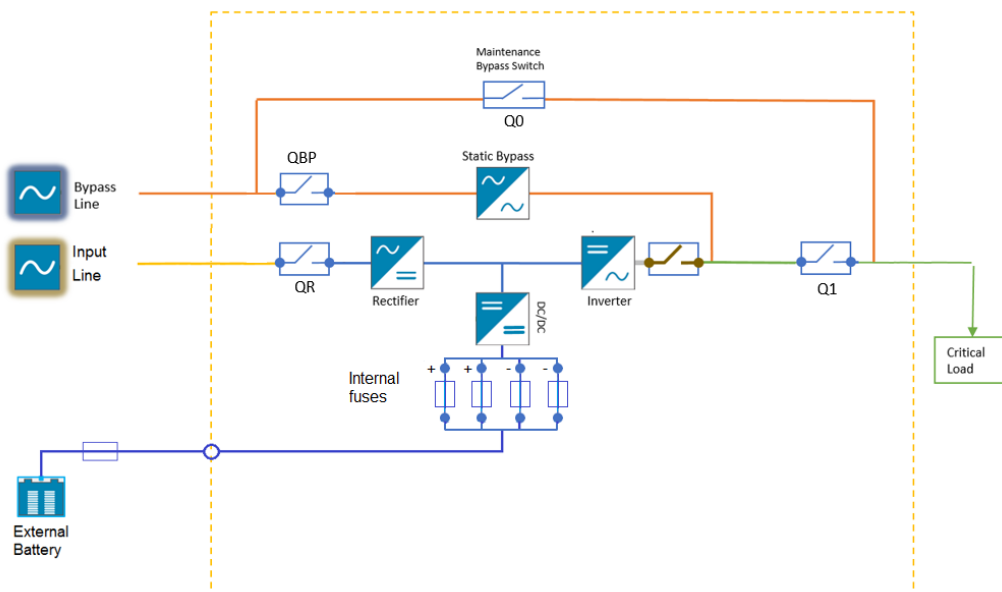 Maintenance
Bypass Switch
Q0
QBP
Static Bypass
Bypass
Line
Input
Line
QR
Rectifier
Inverter
Q1
DC/DC
Critical
Load
Internal
fuses
+
+
-
-
External
Battery